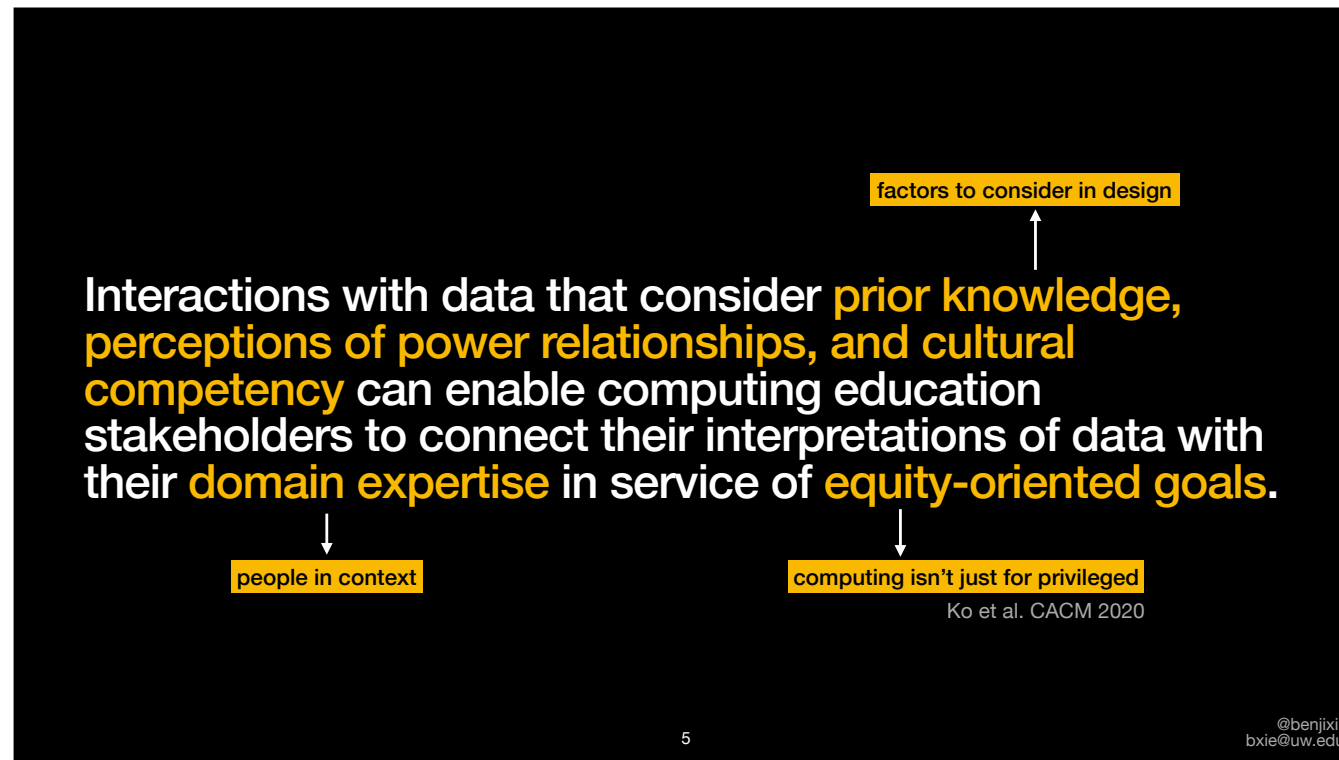 factors to consider in design
Interactions with data that consider prior knowledge,
perceptions of power relationships, and cultural
competency can enable computing education
stakeholders to connect their interpretations of data with
their domain expertise in service of equity-oriented goals.
people in context
computing isn’t just for privileged
Ko et al. CACM 2020
5
@benjixi
bxie@uw.edu